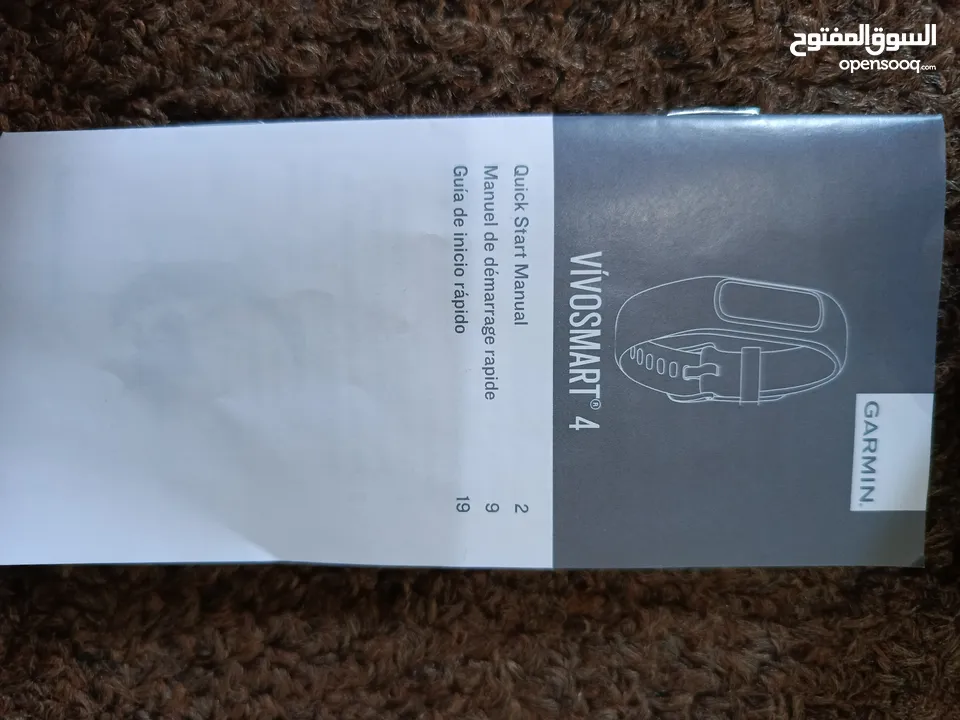 السوق المفتوح
opensooq.com
GARMIN.
VÍVOSMART® 4
Quick Start Manual 2
Manuel de démarrage rapide 9
Guía de inicio rápido 19